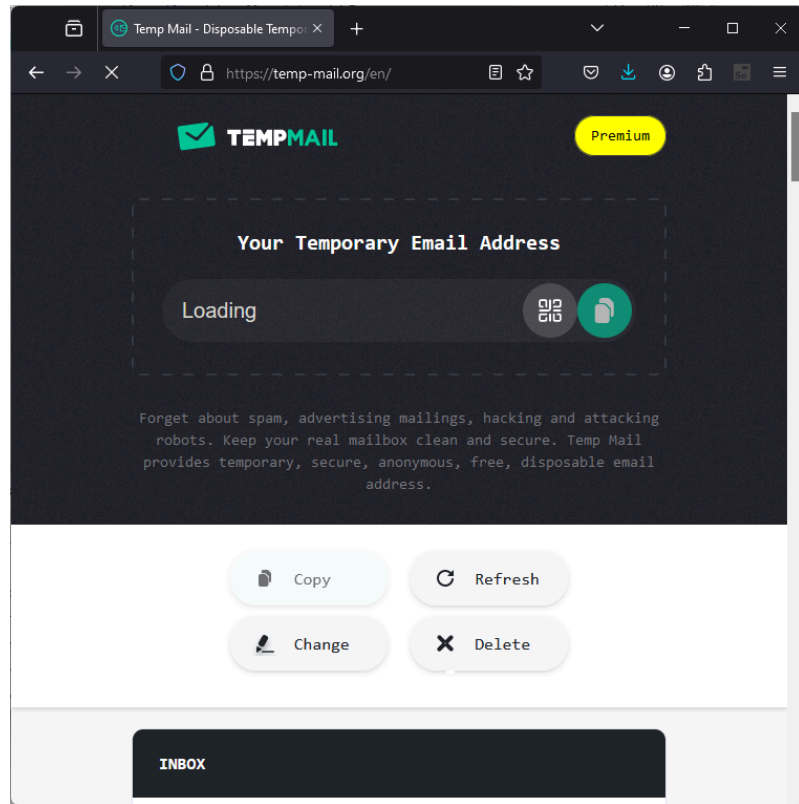 Temp Mail - Disposable Tempor
https://temp-mail.org/en/
TEMPMAIL
Premium
Your Temporary Email Address
Loading
Forget about spam, advertising mailings, hacking and attacking
robots. Keep your real mailbox clean and secure. Temp Mail
provides temporary, secure, anonymous, free, disposable email
address.
Copy
Refresh
Change
Delete
INBOX